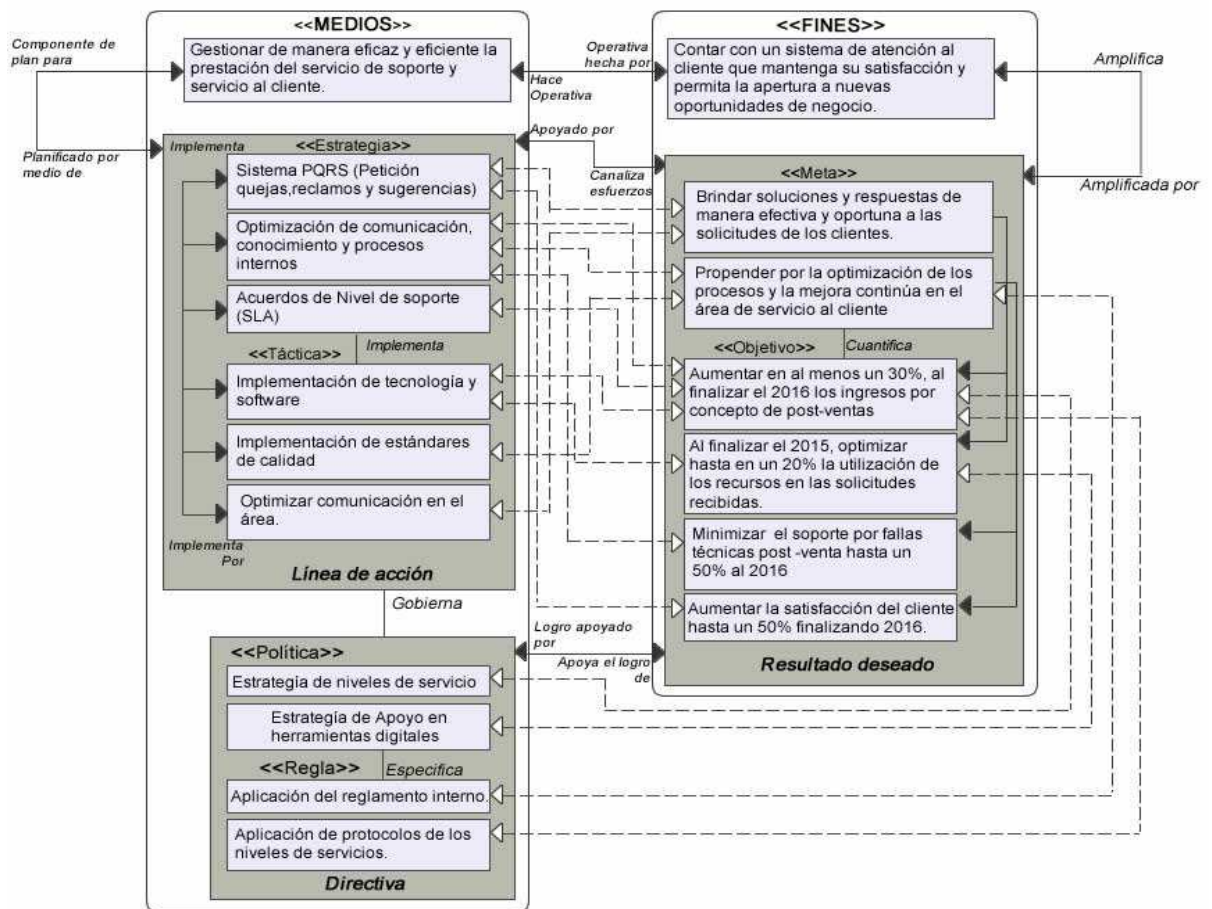 <<MEDIOS>>
Gestionar de manera eficaz y eficiente la
prestación del servicio de soporte y
servicio al cliente.
Componente de
plan para
Planificado por
medio de
Operativa
hecha por
Hace
Operativa
<<FINES>>
Contar con un sistema de atención al
cliente que mantenga su satisfacción y
permita la apertura a nuevas
oportunidades de negocio.
Amplifica
Amplificada por
Apoyado por
Canaliza
esfuerzos
Implementa
<<Estrategia>>
Sistema PQRS (Petición
quejas,reclamos y sugerencias)
Optimización de comunicación,
conocimiento y procesos
internos
Acuerdos de Nivel de soporte
(SLA)
Implementa
<<Táctica>>
Implementación de tecnología y
software
Implementación de estándares
de calidad
Optimizar comunicación en el
área.
Implementa
Por
Línea de acción
<<Meta>>
Brindar soluciones y respuestas de
manera efectiva y oportuna a las
solicitudes de los clientes.
Propender por la optimización de los
procesos y la mejora continúa en el
área de servicio al cliente
Cuantifica
<<Objetivo>>
Aumentar en al menos un 30%, al
finalizar el 2016 los ingresos por
concepto de post-ventas
Al finalizar el 2015, optimizar
hasta en un 20% la utilización de
los recursos en las solicitudes
recibidas.
Minimizar el soporte por fallas
técnicas post -venta hasta un
50% al 2016
Aumentar la satisfacción del cliente
hasta un 50% finalizando 2016.
Resultado deseado
Gobierna
Logro apoyado
por
Apoya el logro
de
<<Política>>
Estrategía de niveles de servicio
Estrategía de Apoyo en
herramientas digitales
Especifica
<<Regla>>
Aplicación del reglamento interno.
Aplicación de protocolos de los
niveles de servicios.
Directiva